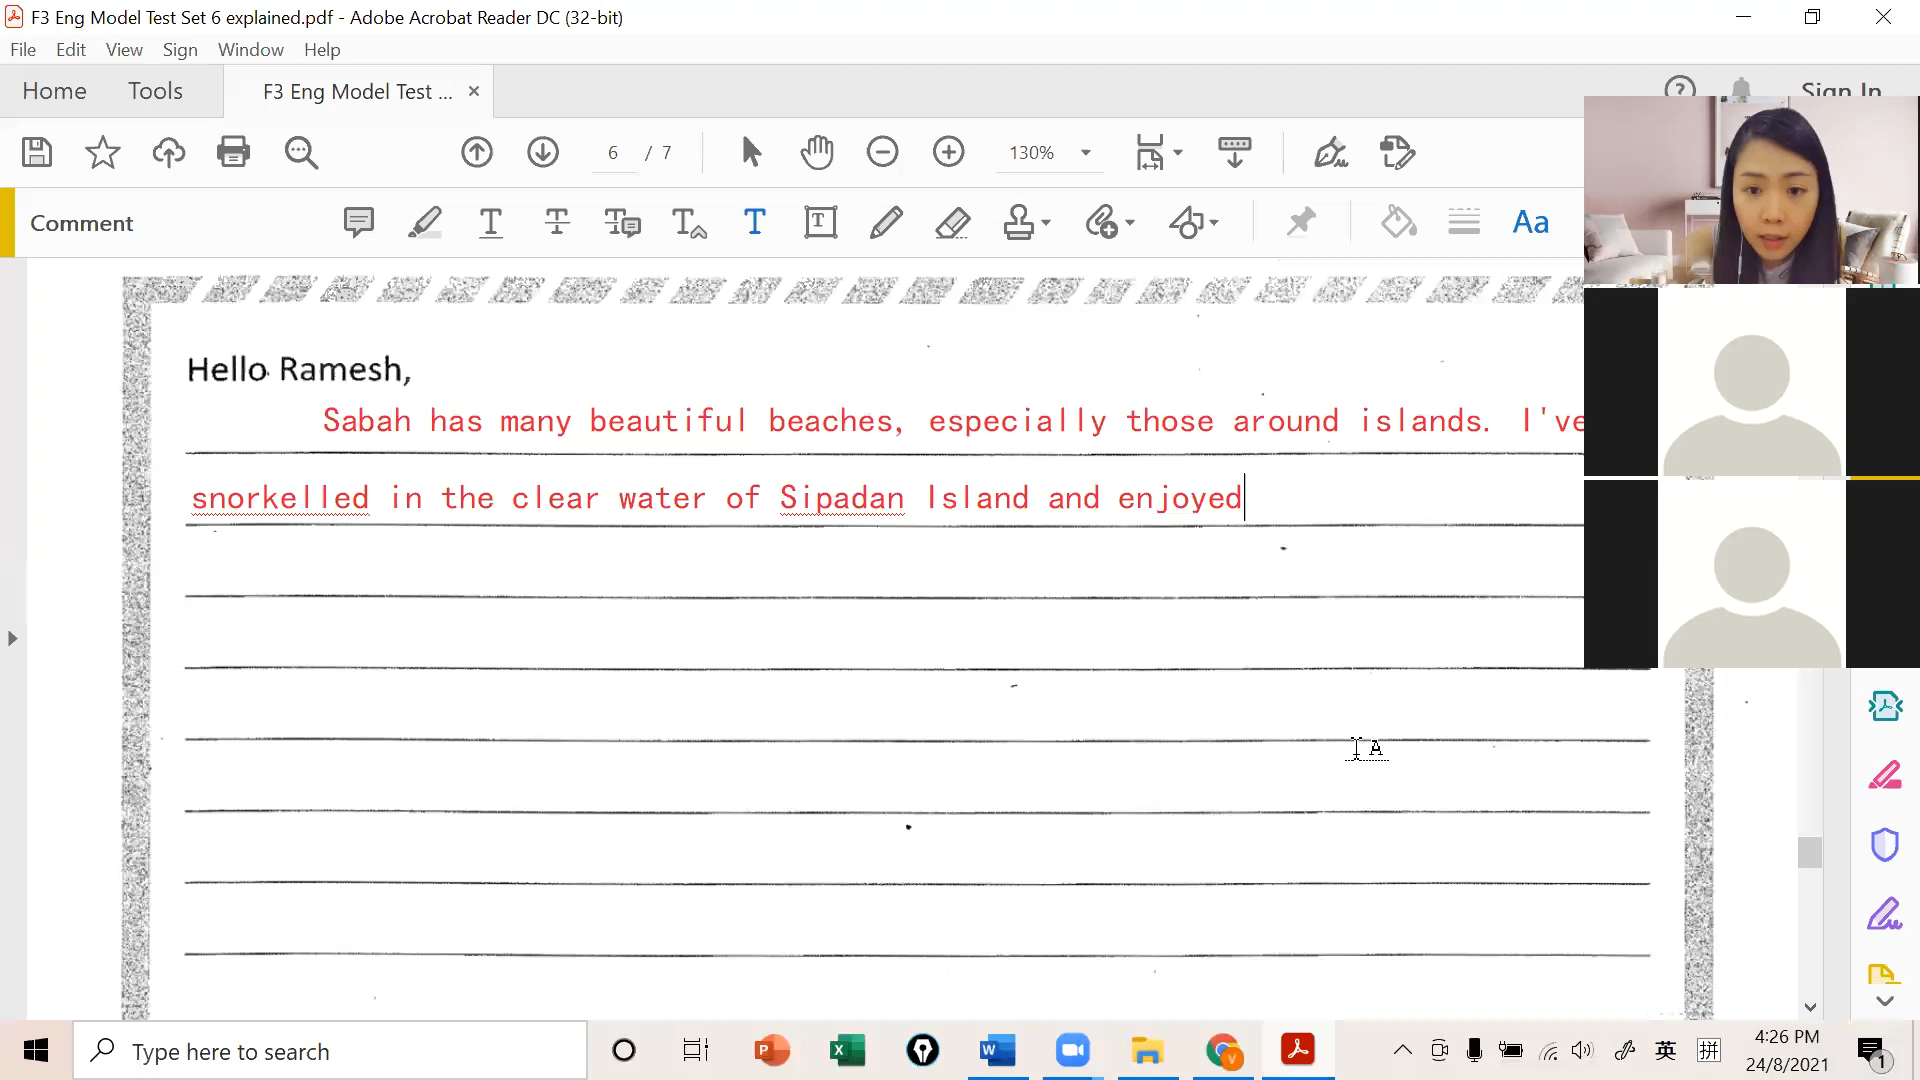 F3 Eng Model Test Set 6 explained.pdf - Adobe Acrobat Reader DC (32-bit)
File Edit View Sign Window Help
Home Tools F3 Eng Model Test ... Sign In
6 / 7 130%
Comment Aa
Hello Ramesh,
Sabah has many beautiful beaches, especially those around islands. I've
snorkelled in the clear water of Sipadan Island and enjoyed
Type here to search
英 拼
4:26 PM
24/8/2021
1